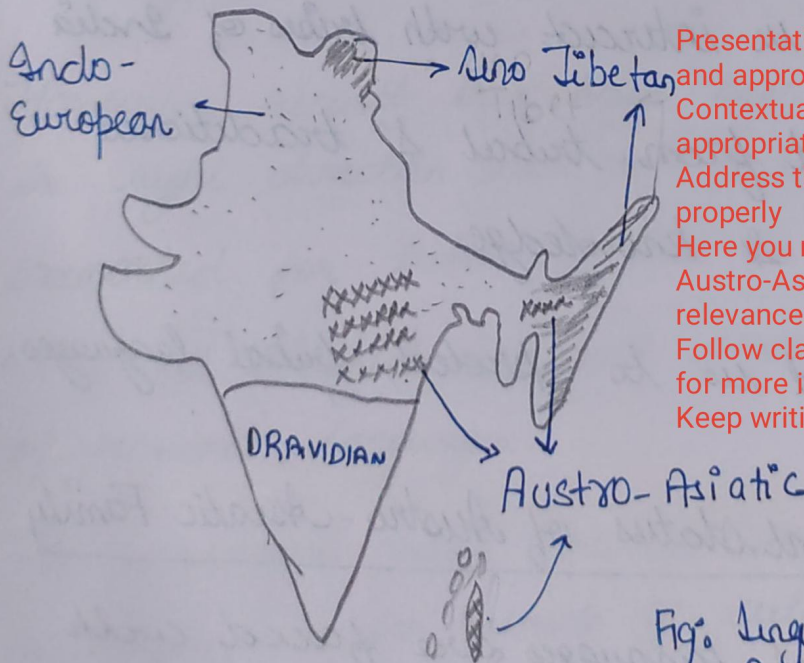 Indo-
European
Sino Tibetan
Presentat
and appro
Contextua
appropriat
Address t
properly
Here you
Austro-As
relevance
Follow cla
for more i
Keep writi
DRAVIDIAN
Austro-Asiatic
Fig: